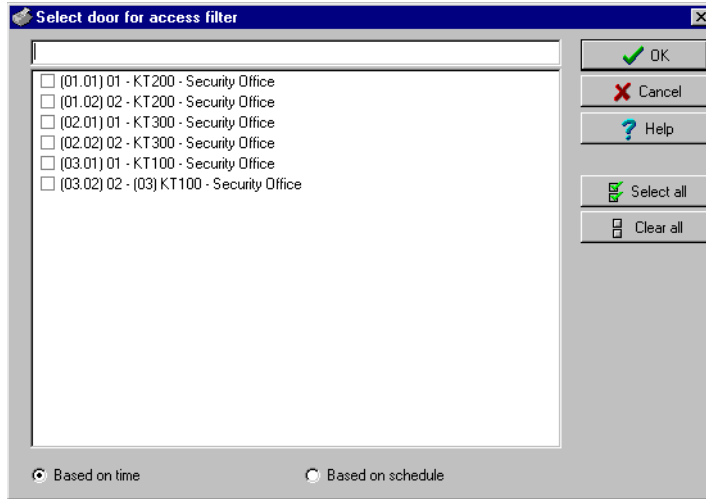 Select door for access filter
OK
(01.01) 01 - KT200 - Security Office
(01.02) 02 - KT200 - Security Office
(02.01) 01 - KT300 - Security Office
(02.02) 02 - KT300 - Security Office
(03.01) 01 - KT100 - Security Office
(03.02) 02 - (03) KT100 - Security Office
Cancel
Help
Select all
Clear all
Based on time
Based on schedule